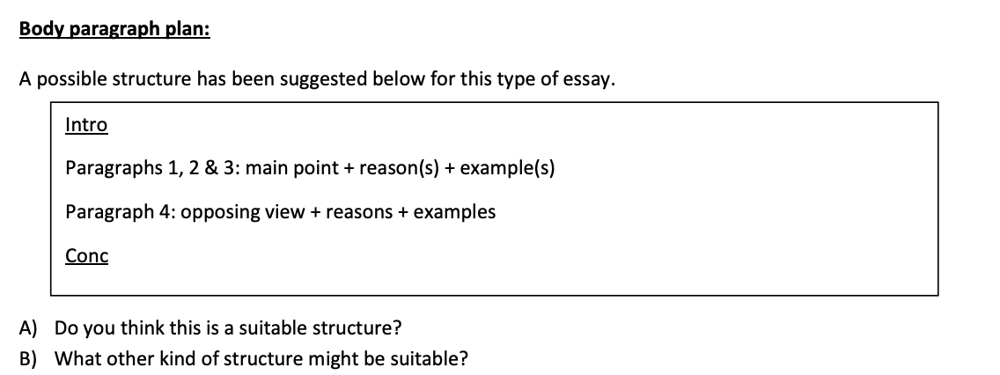 Body paragraph plan:
A possible structure has been suggested below for this type of essay.
Intro
Paragraphs 1, 2 & 3: main point + reason(s) + example(s)
Paragraph 4: opposing view + reasons + examples
Conc
A) Do you think this is a suitable structure?
B) What other kind of structure might be suitable?